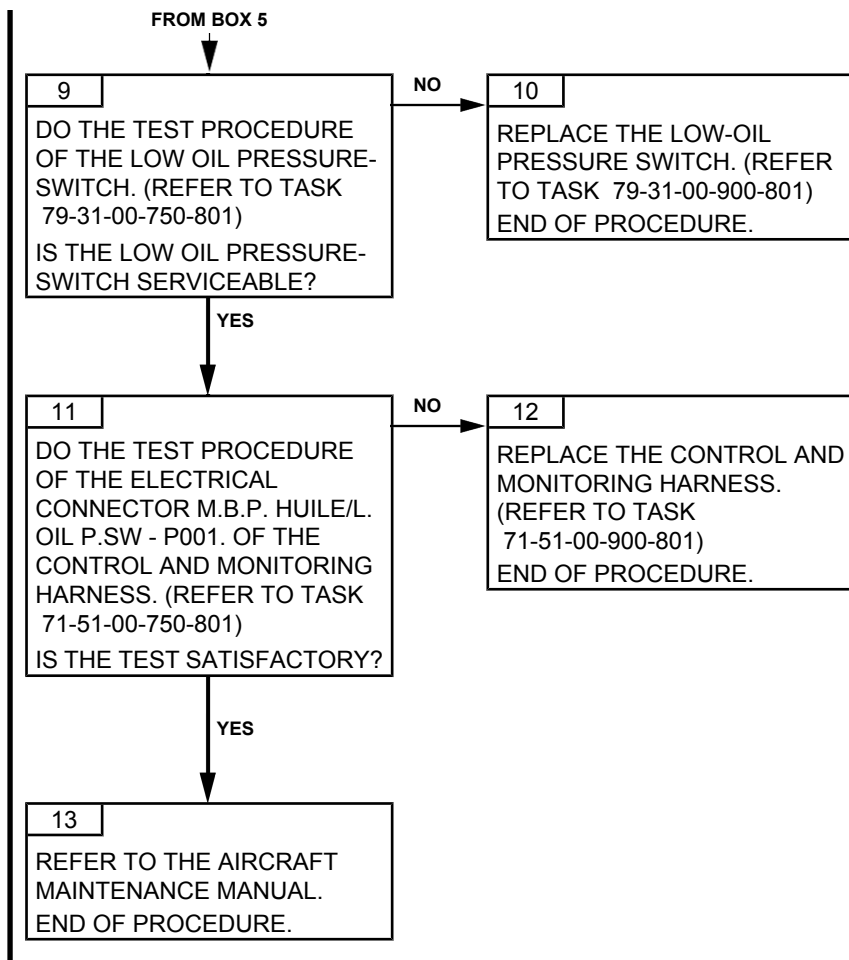 FROM BOX 5
9
DO THE TEST PROCEDURE
OF THE LOW OIL PRESSURE-
SWITCH. (REFER TO TASK
79-31-00-750-801)
IS THE LOW OIL PRESSURE-
SWITCH SERVICEABLE?
NO
10
REPLACE THE LOW-OIL
PRESSURE SWITCH. (REFER
TO TASK 79-31-00-900-801)
END OF PROCEDURE.
YES
11
DO THE TEST PROCEDURE
OF THE ELECTRICAL
CONNECTOR M.B.P. HUILE/L.
OIL P.SW - P001. OF THE
CONTROL AND MONITORING
HARNESS. (REFER TO TASK
71-51-00-750-801)
IS THE TEST SATISFACTORY?
NO
12
REPLACE THE CONTROL AND
MONITORING HARNESS.
(REFER TO TASK
71-51-00-900-801)
END OF PROCEDURE.
YES
13
REFER TO THE AIRCRAFT
MAINTENANCE MANUAL.
END OF PROCEDURE.